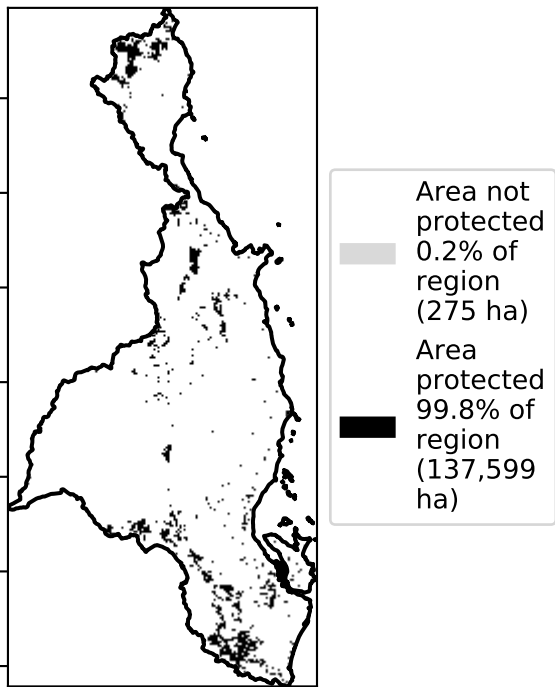 Area not
protected
0.2% of
region
(275 ha)
Area
protected
99.8% of
region
(137,599
ha)